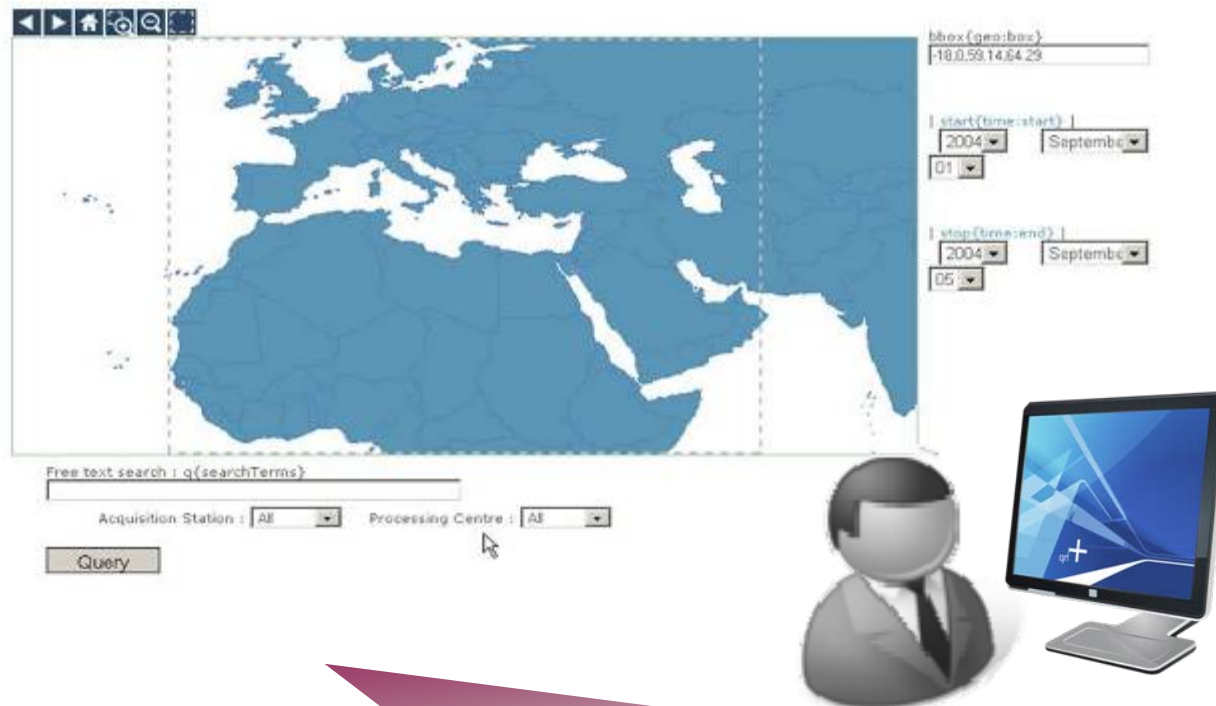 bbox{geo:box}
-18,0,59.14,64.29
| start{time:start} |
2004 Septembe
01
| stop{time:end} |
2004 Septembe
05
Free text search : q{searchTerms}
Acquisition Station : All Processing Centre : All
Query